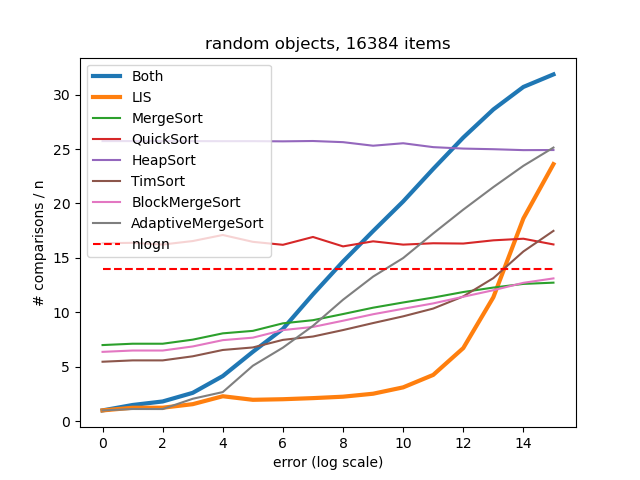 random objects, 16384 items
# comparisons / n
30
25
20
15
10
5
0
Both
LIS
MergeSort
QuickSort
HeapSort
TimSort
BlockMergeSort
AdaptiveMergeSort
nlogn
0 2 4 6 8 10 12 14
error (log scale)